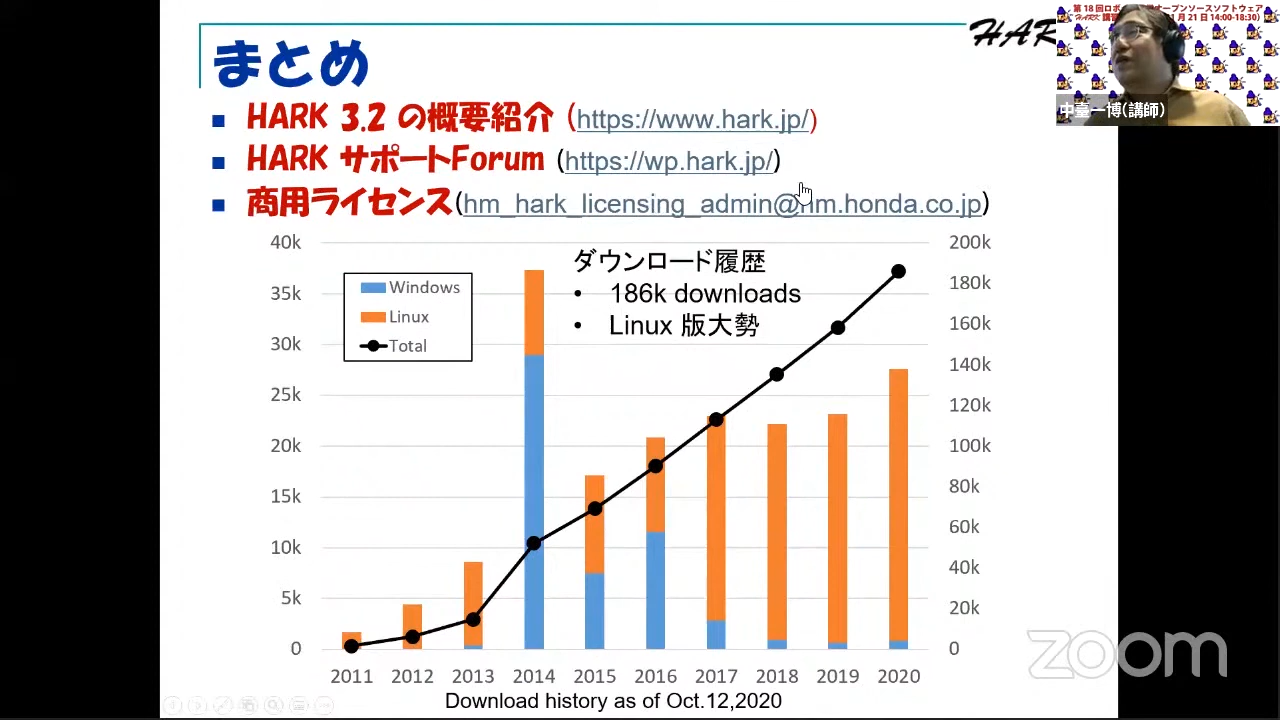 まとめ
HARK 3.2 の概要紹介 (https://www.hark.jp/)
HARK サポートForum (https://wp.hark.jp/)
商用ライセンス(hm_hark_licensing_admin@hm.honda.co.jp)
HAR
中臺一博(講師)
ダウンロード履歴
• 186k downloads
• Linux 版大勢
Windows
Linux
Total
40k
35k
30k
25k
20k
15k
10k
5k
0
200k
180k
160k
140k
120k
100k
80k
60k
40k
20k
0
2011 2012 2013 2014 2015 2016 2017 2018 2019 2020
Download history as of Oct.12,2020
zoom